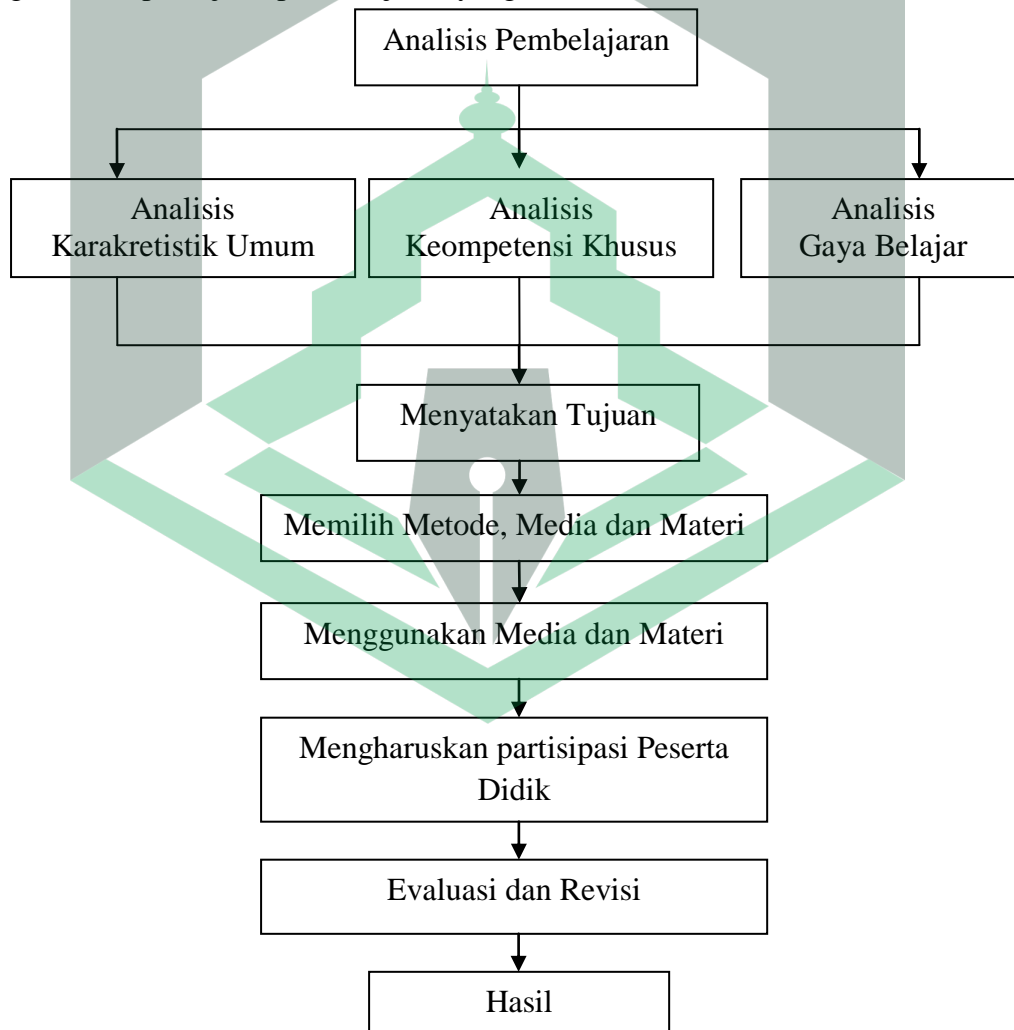 Analisis Pembelajaran
Analisis
Karakretistik Umum
Analisis
Keompetensi Khusus
Analisis
Gaya Belajar
Menyatakan Tujuan
Memilih Metode, Media dan Materi
Menggunakan Media dan Materi
Mengharuskan partisipasi Peserta
Didik
Evaluasi dan Revisi
Hasil